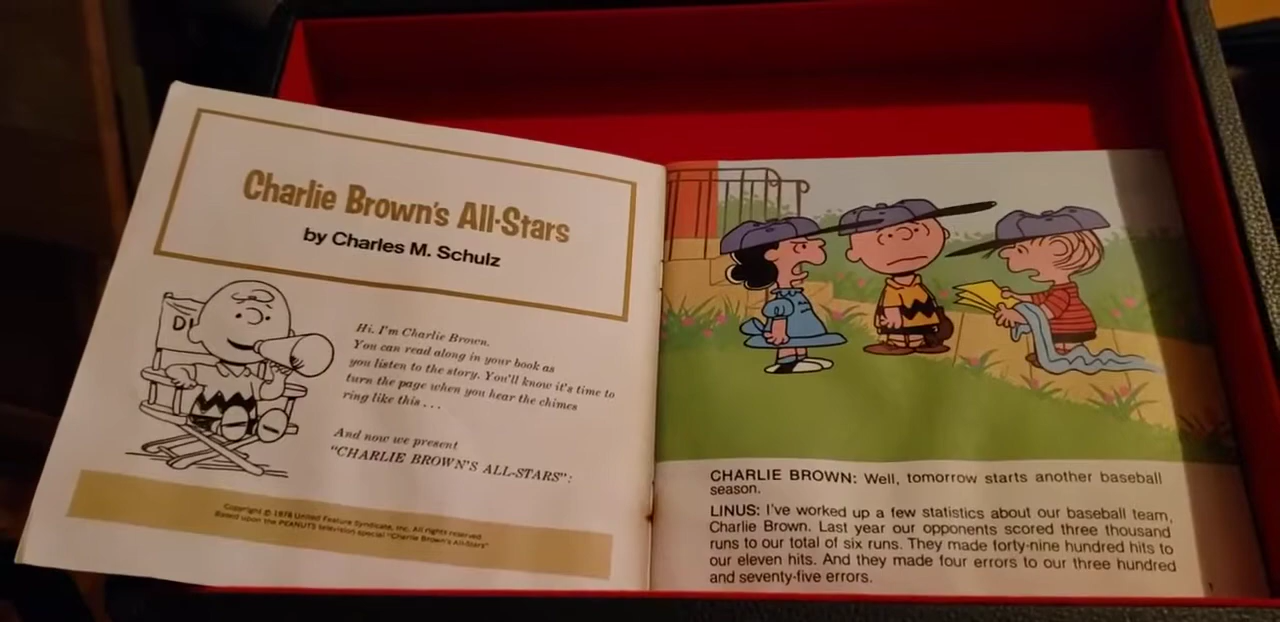 Charlie Brown's All-Stars
by Charles M. Schulz
DI
Hi. I'm Charlie Brown.
You can read along in your book as
you listen to the story. You'll know it's time to
turn the page when you hear the chimes
ring like this . . .
And now we present
"CHARLIE BROWN'S ALL-STARS":
Copyright © 1978 United Feature Syndicate, Inc. All rights reserved.
Based upon the PEANUTS television special "Charlie Brown's All-Stars"
CHARLIE BROWN: Well, tomorrow starts another baseball
season.
LINUS: I've worked up a few statistics about our baseball team,
Charlie Brown. Last year our opponents scored three thousand
runs to our total of six runs. They made forty-nine hundred hits to
our eleven hits. And they made four errors to our three hundred
and seventy-five errors.